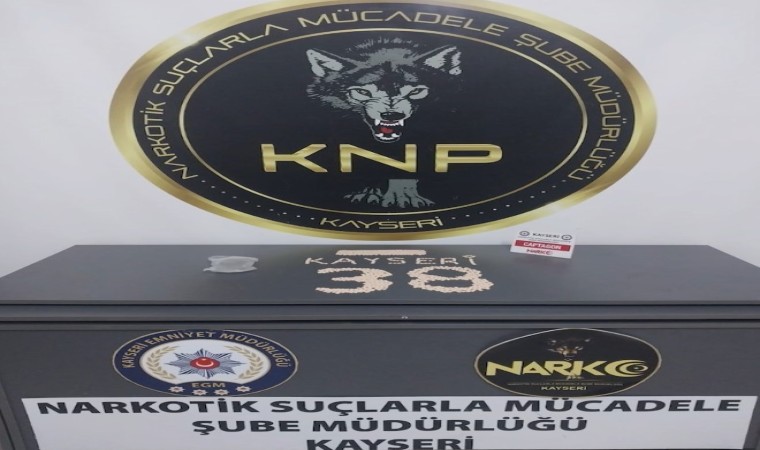 NARKOTİK SUÇLARLA MÜCADELE ŞUBE MÜDÜRLÜĞÜ
KNP
KAYSERİ
KAYSERİ
CAPTAGON
KAYSERİ
38
KAYSERİ EMNİYET MÜDÜRLÜĞÜ
EGM
NARKO
KAYSERİ
NARKOTİK SUÇLARLA MÜCADELE
ŞUBE MÜDÜRLÜĞÜ
KAYSERİ